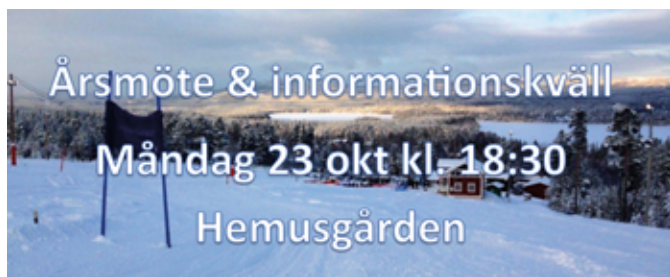 Årsmöte & informationskväll
Måndag 23 okt kl. 18:30
Hemusgården